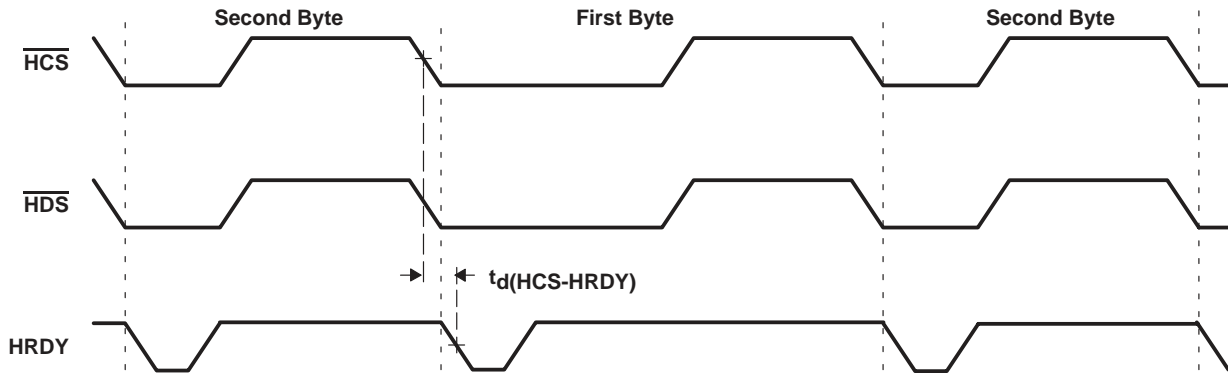 Second Byte First Byte Second Byte
HCS
HDS
td(HCS-HRDY)
HRDY